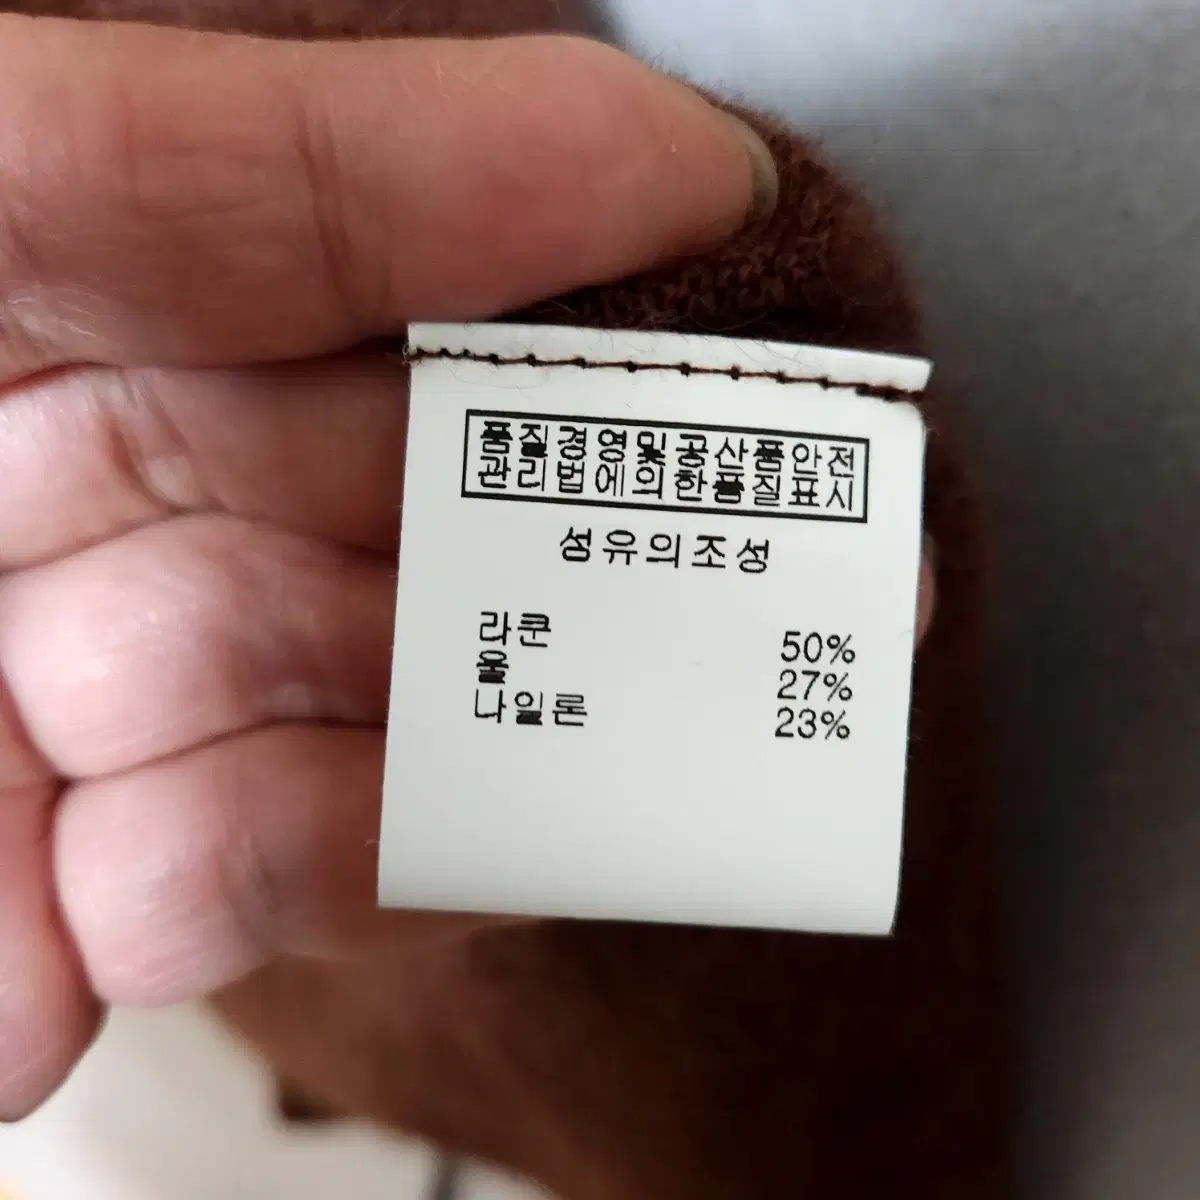 품질경영및공산품안전
관리법에의한품질표시
섬유의조성
라쿤 50%
울 27%
나일론 23%